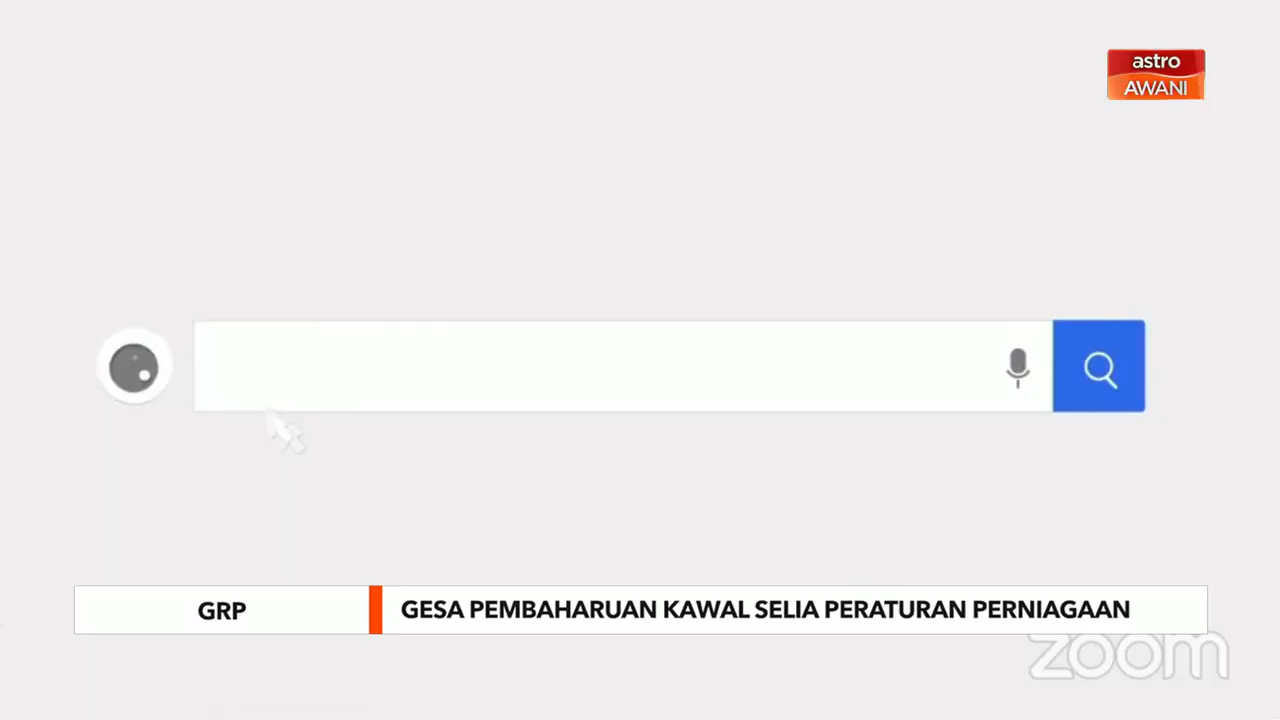 astro
AWANI
GRP
GESA PEMBAHARUAN KAWAL SELIA PERATURAN PERNIAGAAN
zoom